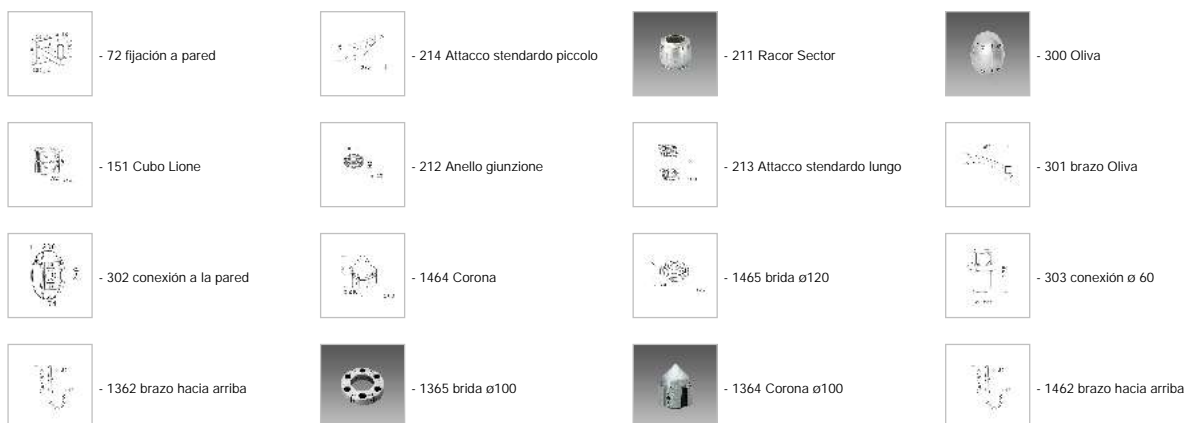 - 72 fijación a pared
- 214 Attacco stendardo piccolo
- 211 Racor Sector
- 300 Oliva
- 151 Cubo Lione
- 212 Anello giunzione
- 213 Attacco stendardo lungo
- 301 brazo Oliva
- 302 conexión a la pared
- 1464 Corona
- 1465 brida ø120
- 303 conexión ø 60
- 1362 brazo hacia arriba
- 1365 brida ø100
- 1364 Corona ø100
- 1462 brazo hacia arriba